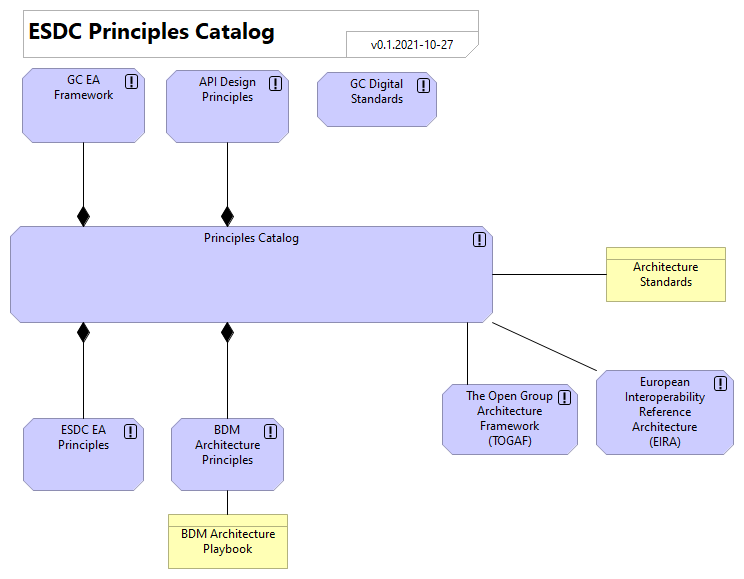 ESDC Principles Catalog
v0.1.2021-10-27
GC EA
Framework
API Design
Principles
GC Digital
Standards
Principles Catalog
Architecture
Standards
ESDC EA
Principles
BDM
Architecture
Principles
The Open Group
Architecture
Framework
(TOGAF)
European
Interoperability
Reference
Architecture
(EIRA)
BDM Architecture
Playbook